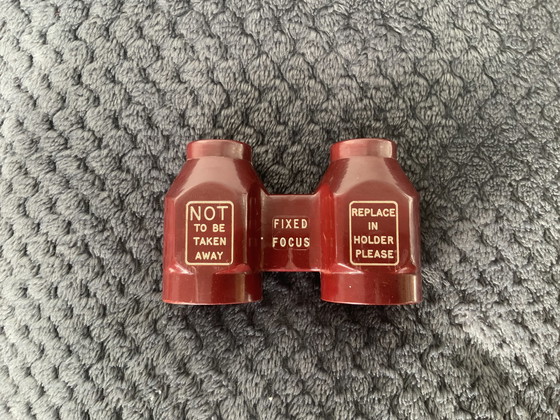 NOT
TO BE
TAKEN
AWAY
FIXED
FOCUS
REPLACE
IN
HOLDER
PLEASE